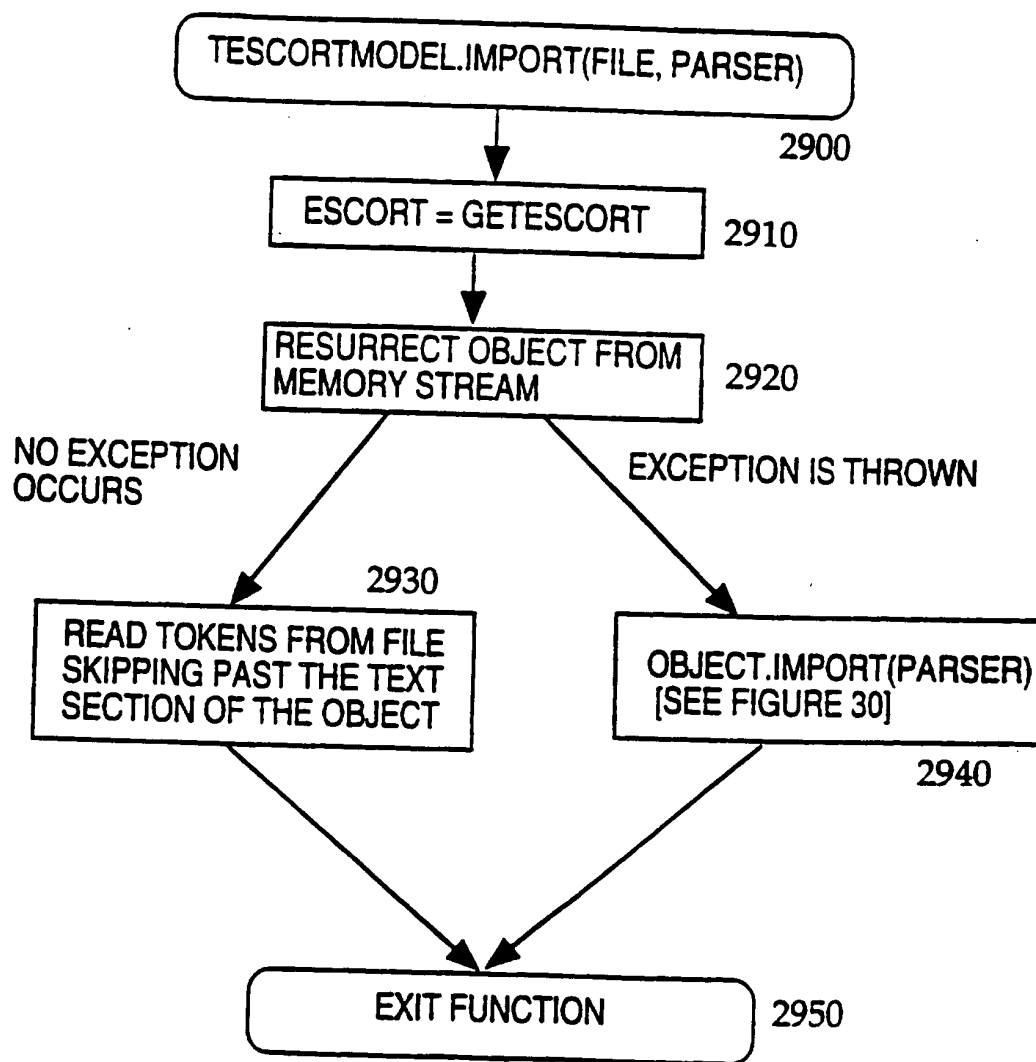 TESCORTMODEL.IMPORT(FILE, PARSER)
2900
ESCORT = GETESCORT
2910
RESURRECT OBJECT FROM
MEMORY STREAM
2920
NO EXCEPTION
OCCURS
EXCEPTION IS THROWN
2930
READ TOKENS FROM FILE
SKIPPING PAST THE TEXT
SECTION OF THE OBJECT
OBJECT.IMPORT(PARSER)
[SEE FIGURE 30]
2940
EXIT FUNCTION
2950